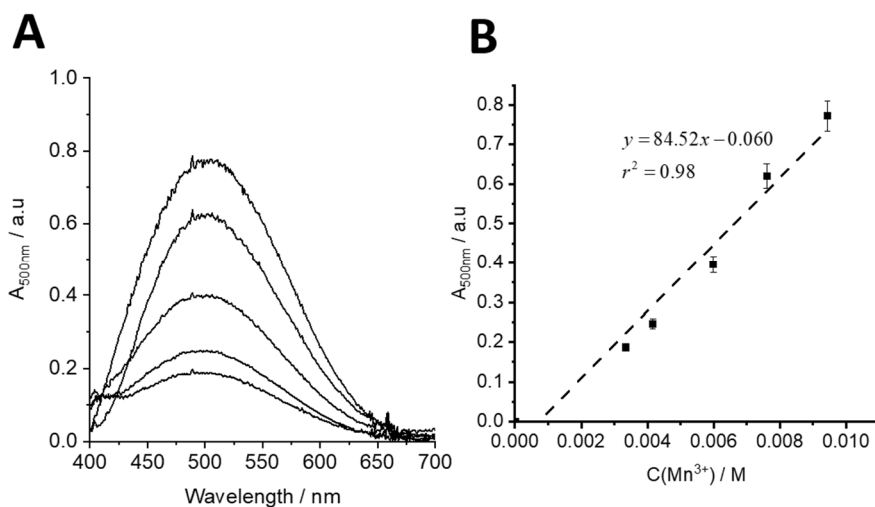 A
1.0
0.8
0.6
0.4
0.2
0.0
A500nm / a.u
400 450 500 550 600 650 700
Wavelength / nm
B
0.8
0.7
0.6
0.5
0.4
0.3
0.2
0.1
0.0
A500nm / a.u
y = 84.52x − 0.060
r² = 0.98
0.000 0.002 0.004 0.006 0.008 0.010
C(Mn³⁺) / M